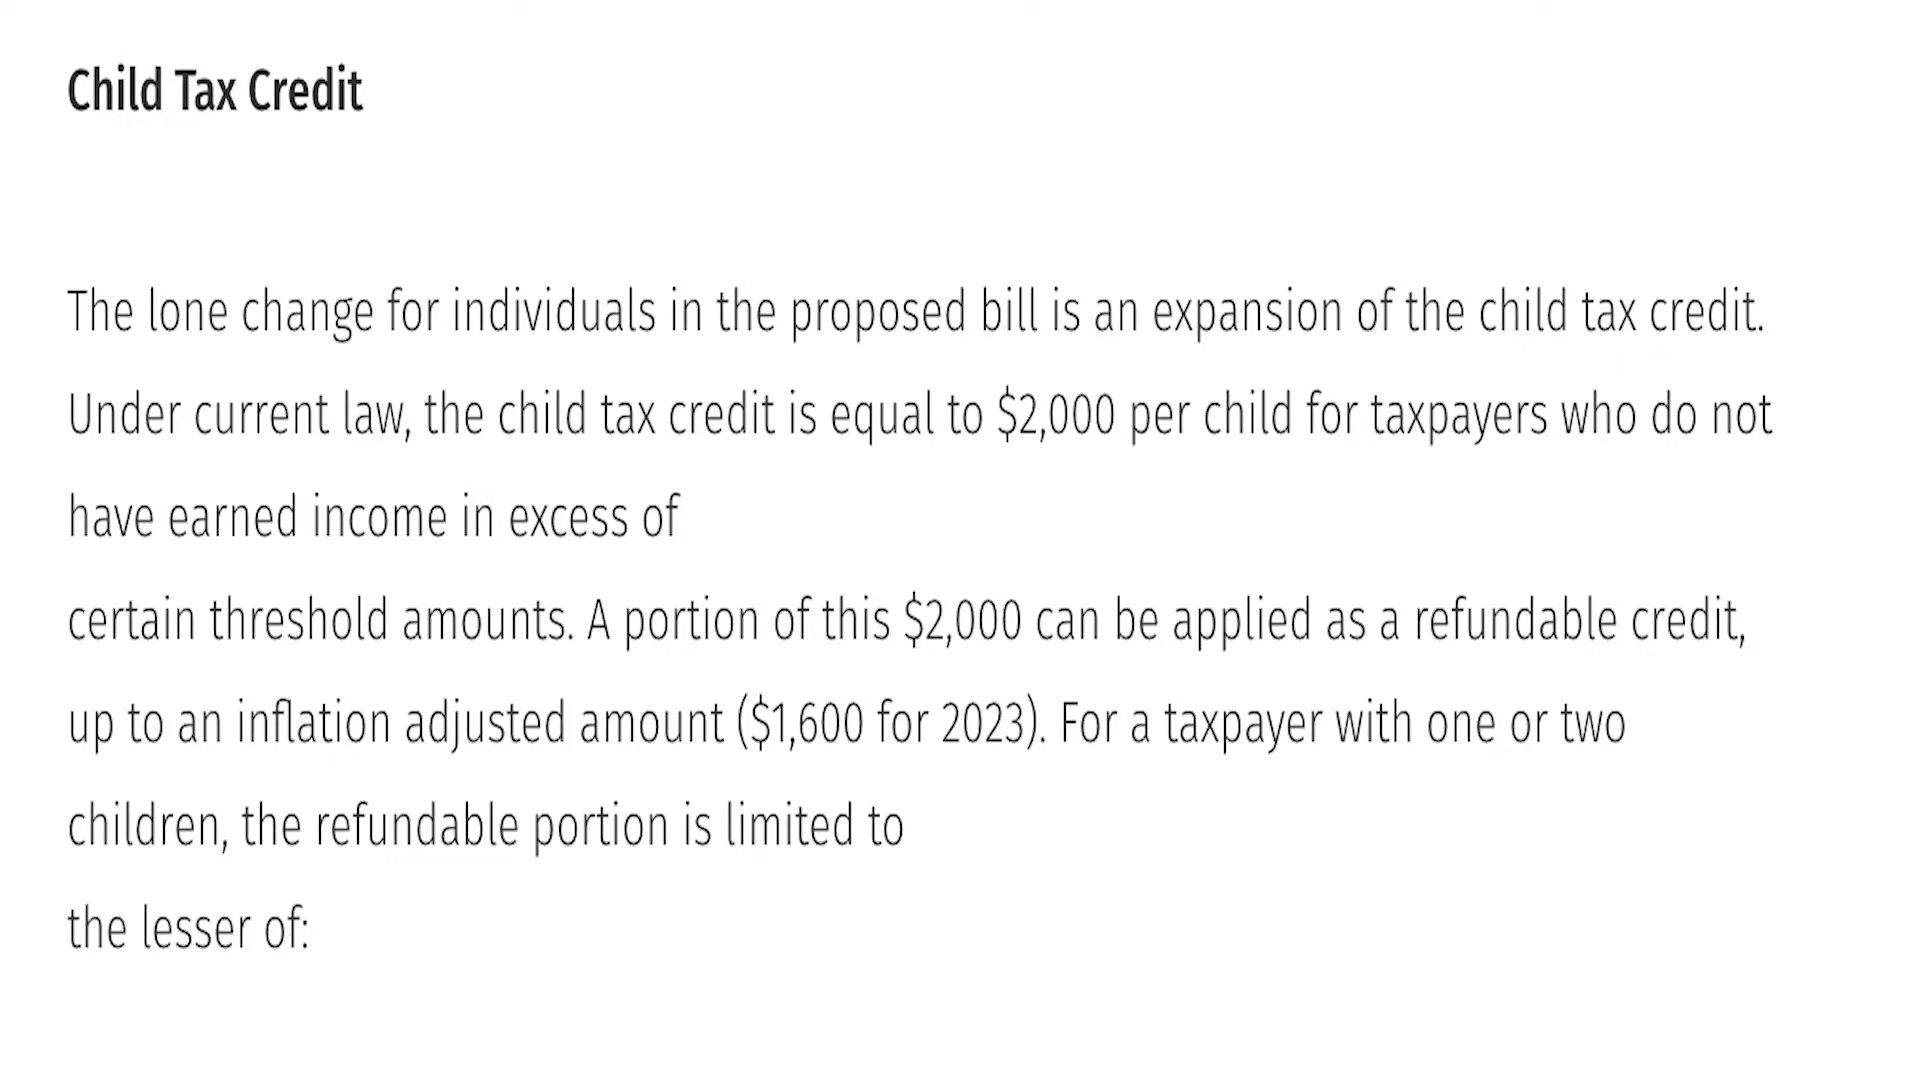 Child Tax Credit
The lone change for individuals in the proposed bill is an expansion of the child tax credit.
Under current law, the child tax credit is equal to $2,000 per child for taxpayers who do not
have earned income in excess of
certain threshold amounts. A portion of this $2,000 can be applied as a refundable credit,
up to an inflation adjusted amount ($1,600 for 2023). For a taxpayer with one or two
children, the refundable portion is limited to
the lesser of: